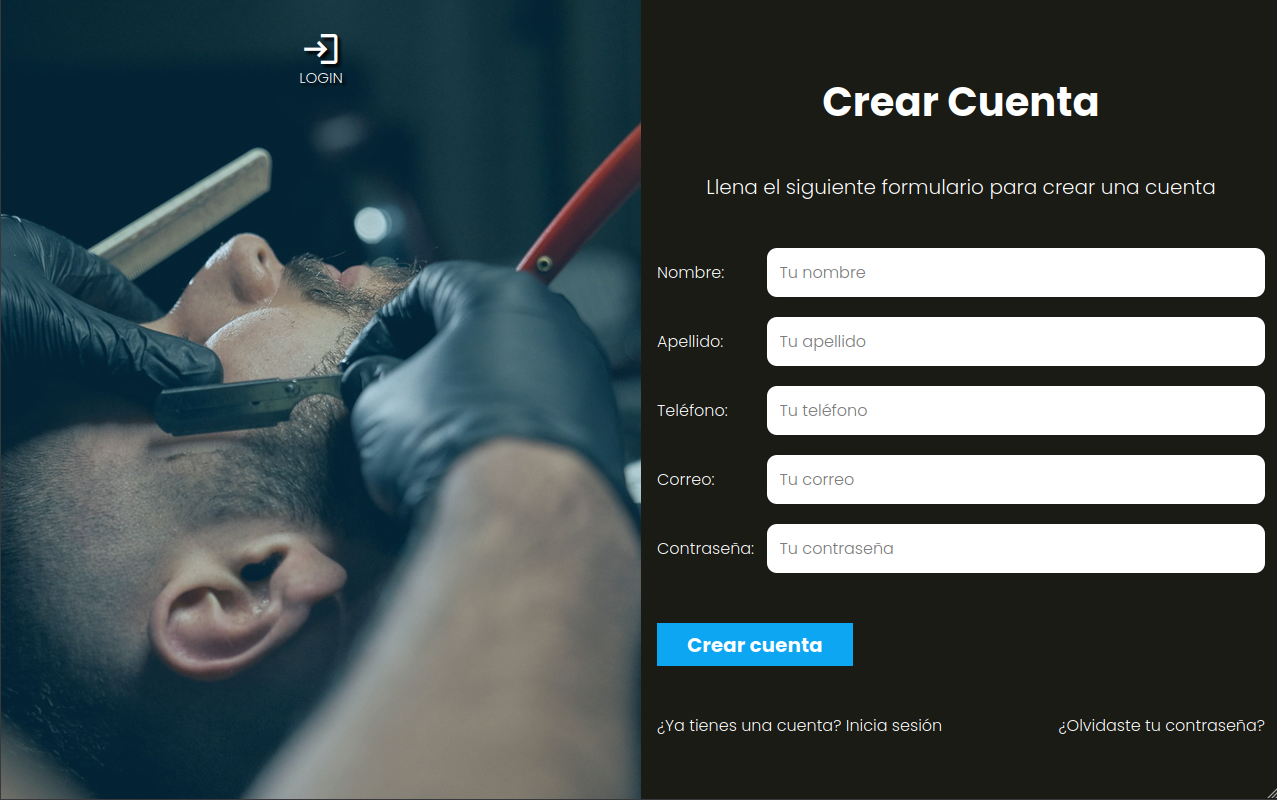 LOGIN
Crear Cuenta
Llena el siguiente formulario para crear una cuenta
Nombre: Tu nombre
Apellido: Tu apellido
Teléfono: Tu teléfono
Correo: Tu correo
Contraseña: Tu contraseña
Crear cuenta
¿Ya tienes una cuenta? Inicia sesión ¿Olvidaste tu contraseña?